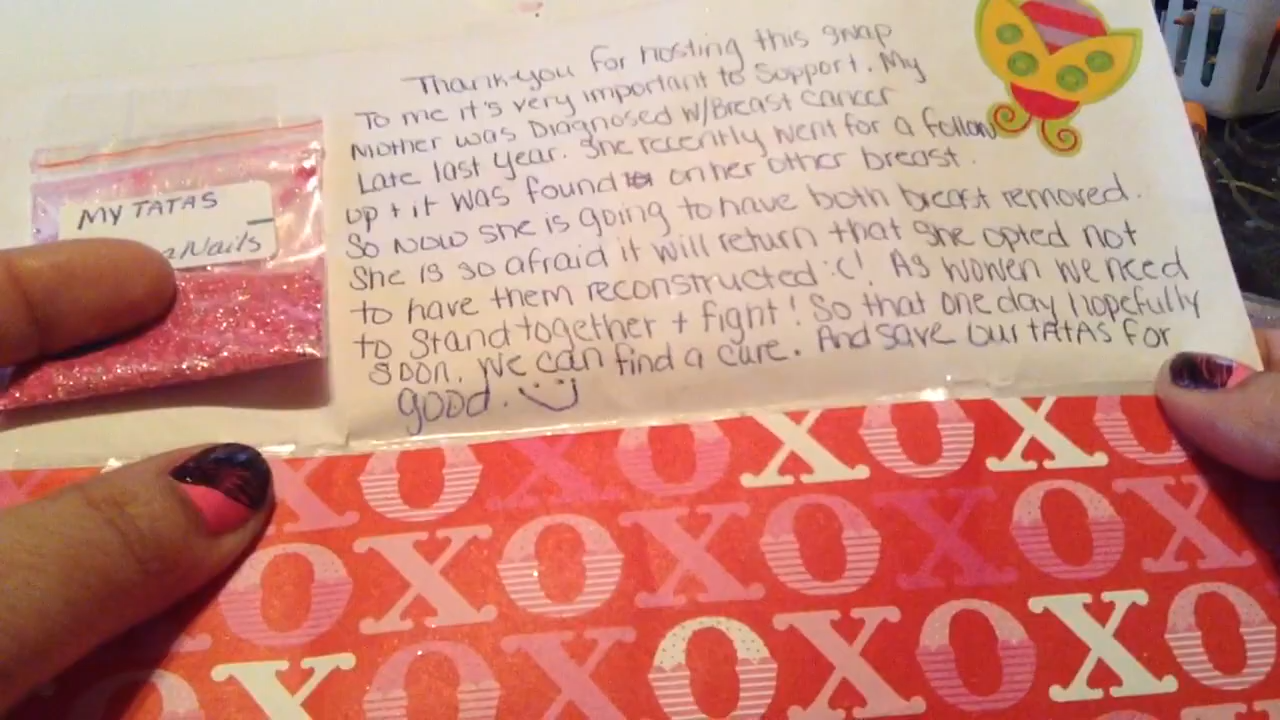 Thank-you for hosting this swap
To me it's very important to Support. My
Mother was Diagnosed w/Breast cancer
Late last year. She recently went for a follow
up + it was found on her other breast.
So now she is going to have both breast removed.
She is so afraid it will return that she opted not
to have them reconstructed :(! As women we need
to stand together + fight! So that one day hopefully
soon. We can find a cure. And save our tATAs for
good. :)
MY TATAS
Nails
XOXOXOXO
OXOXOXOX
XOXOXOXO